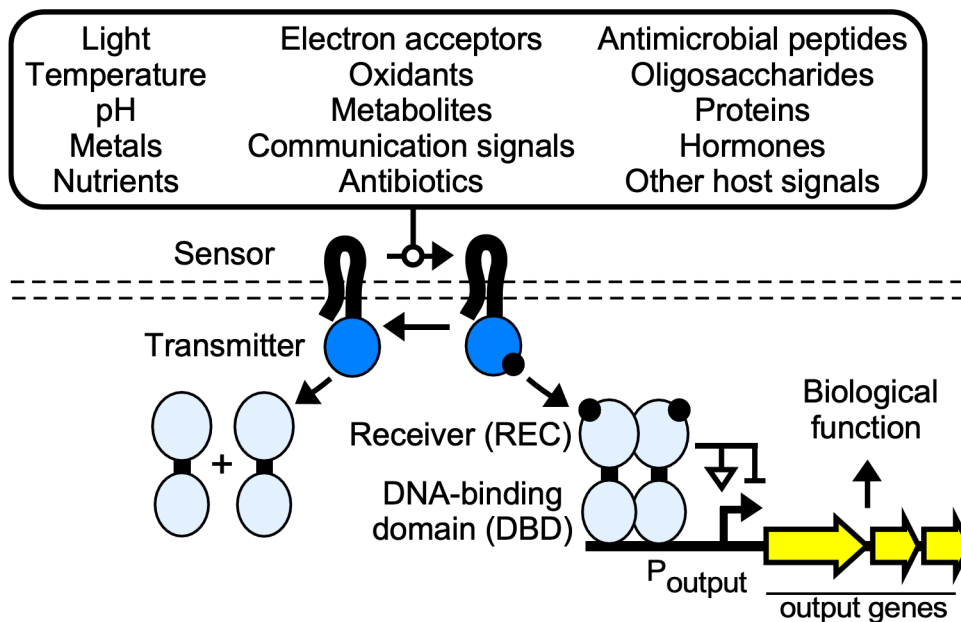 Light
Temperature
pH
Metals
Nutrients
Electron acceptors
Oxidants
Metabolites
Communication signals
Antibiotics
Antimicrobial peptides
Oligosaccharides
Proteins
Hormones
Other host signals
Sensor
Transmitter
+
Receiver (REC)
DNA-binding
domain (DBD)
Biological
function
Poutput
output genes